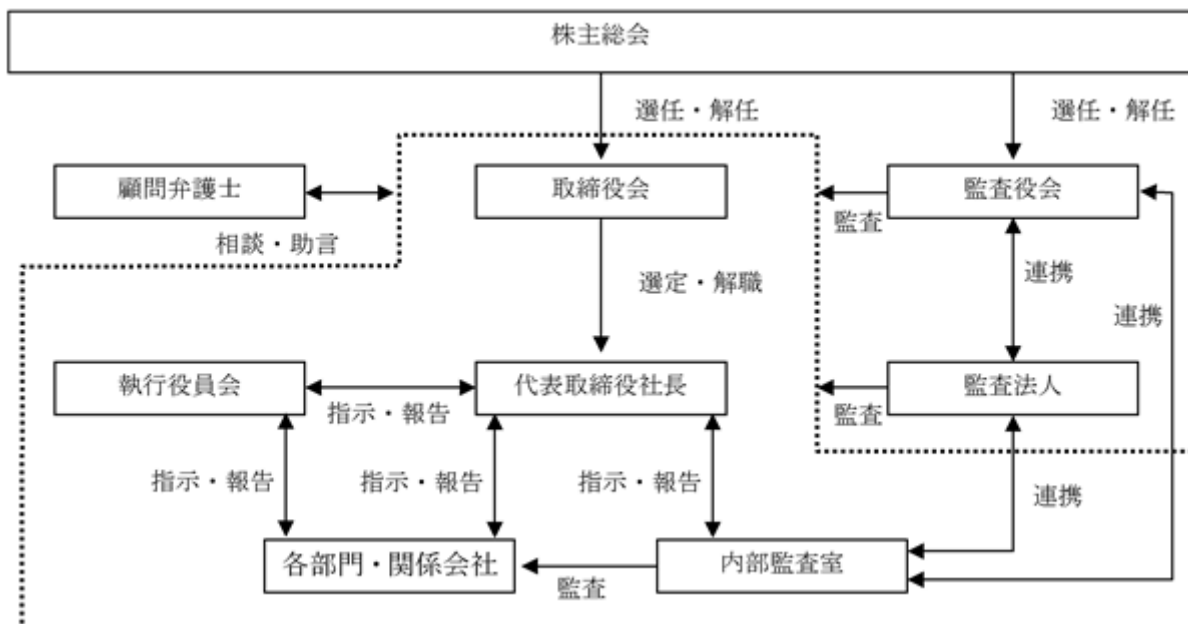 株主総会
選任・解任
選任・解任
顧問弁護士
取締役会
監査役会
監査
相談・助言
選定・解職
連携
連携
執行役員会
代表取締役社長
監査法人
指示・報告
監査
指示・報告
指示・報告
指示・報告
連携
各部門・関係会社
内部監査室
監査